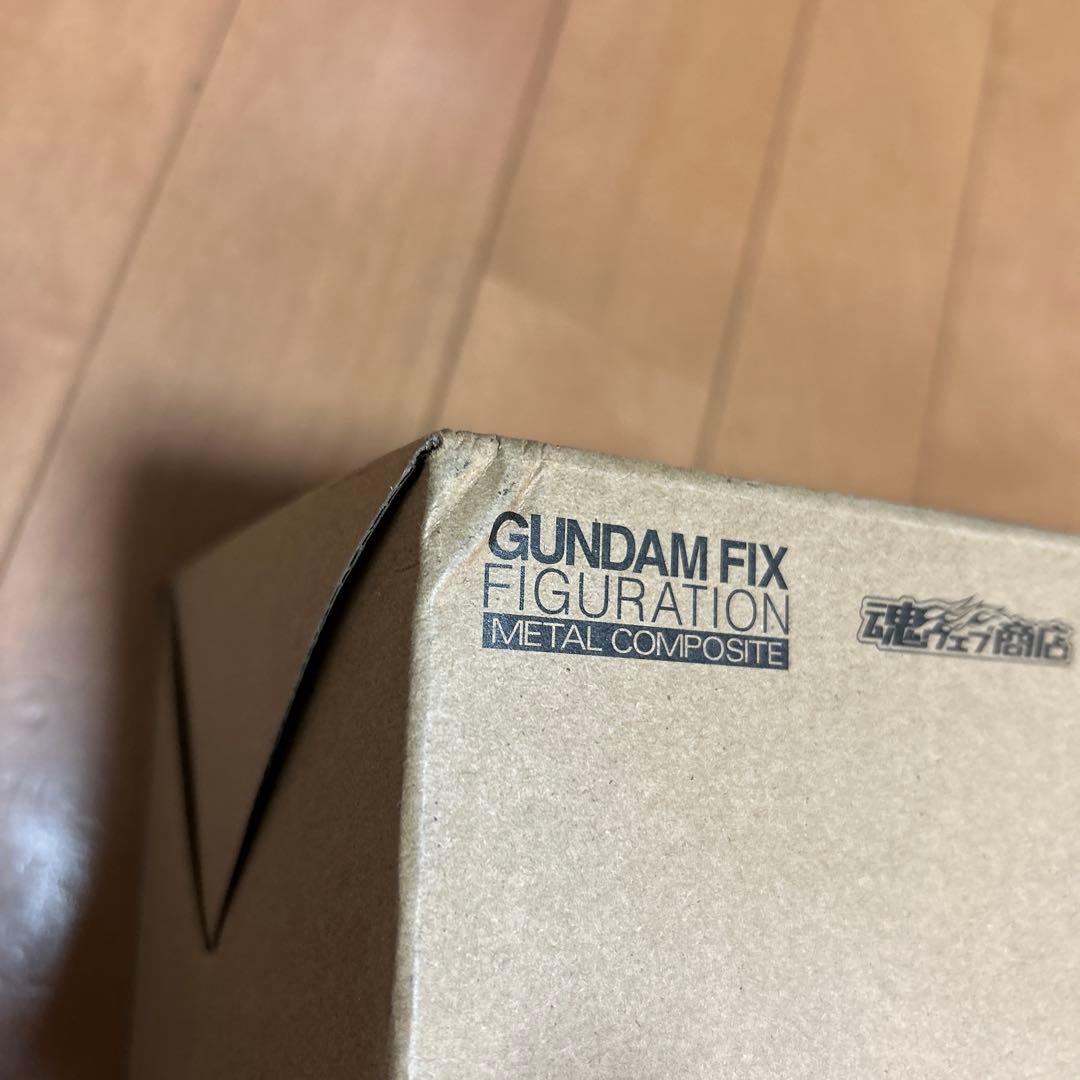 GUNDAM FIX
FIGURATION
METAL COMPOSITE
魂ウェブ商店